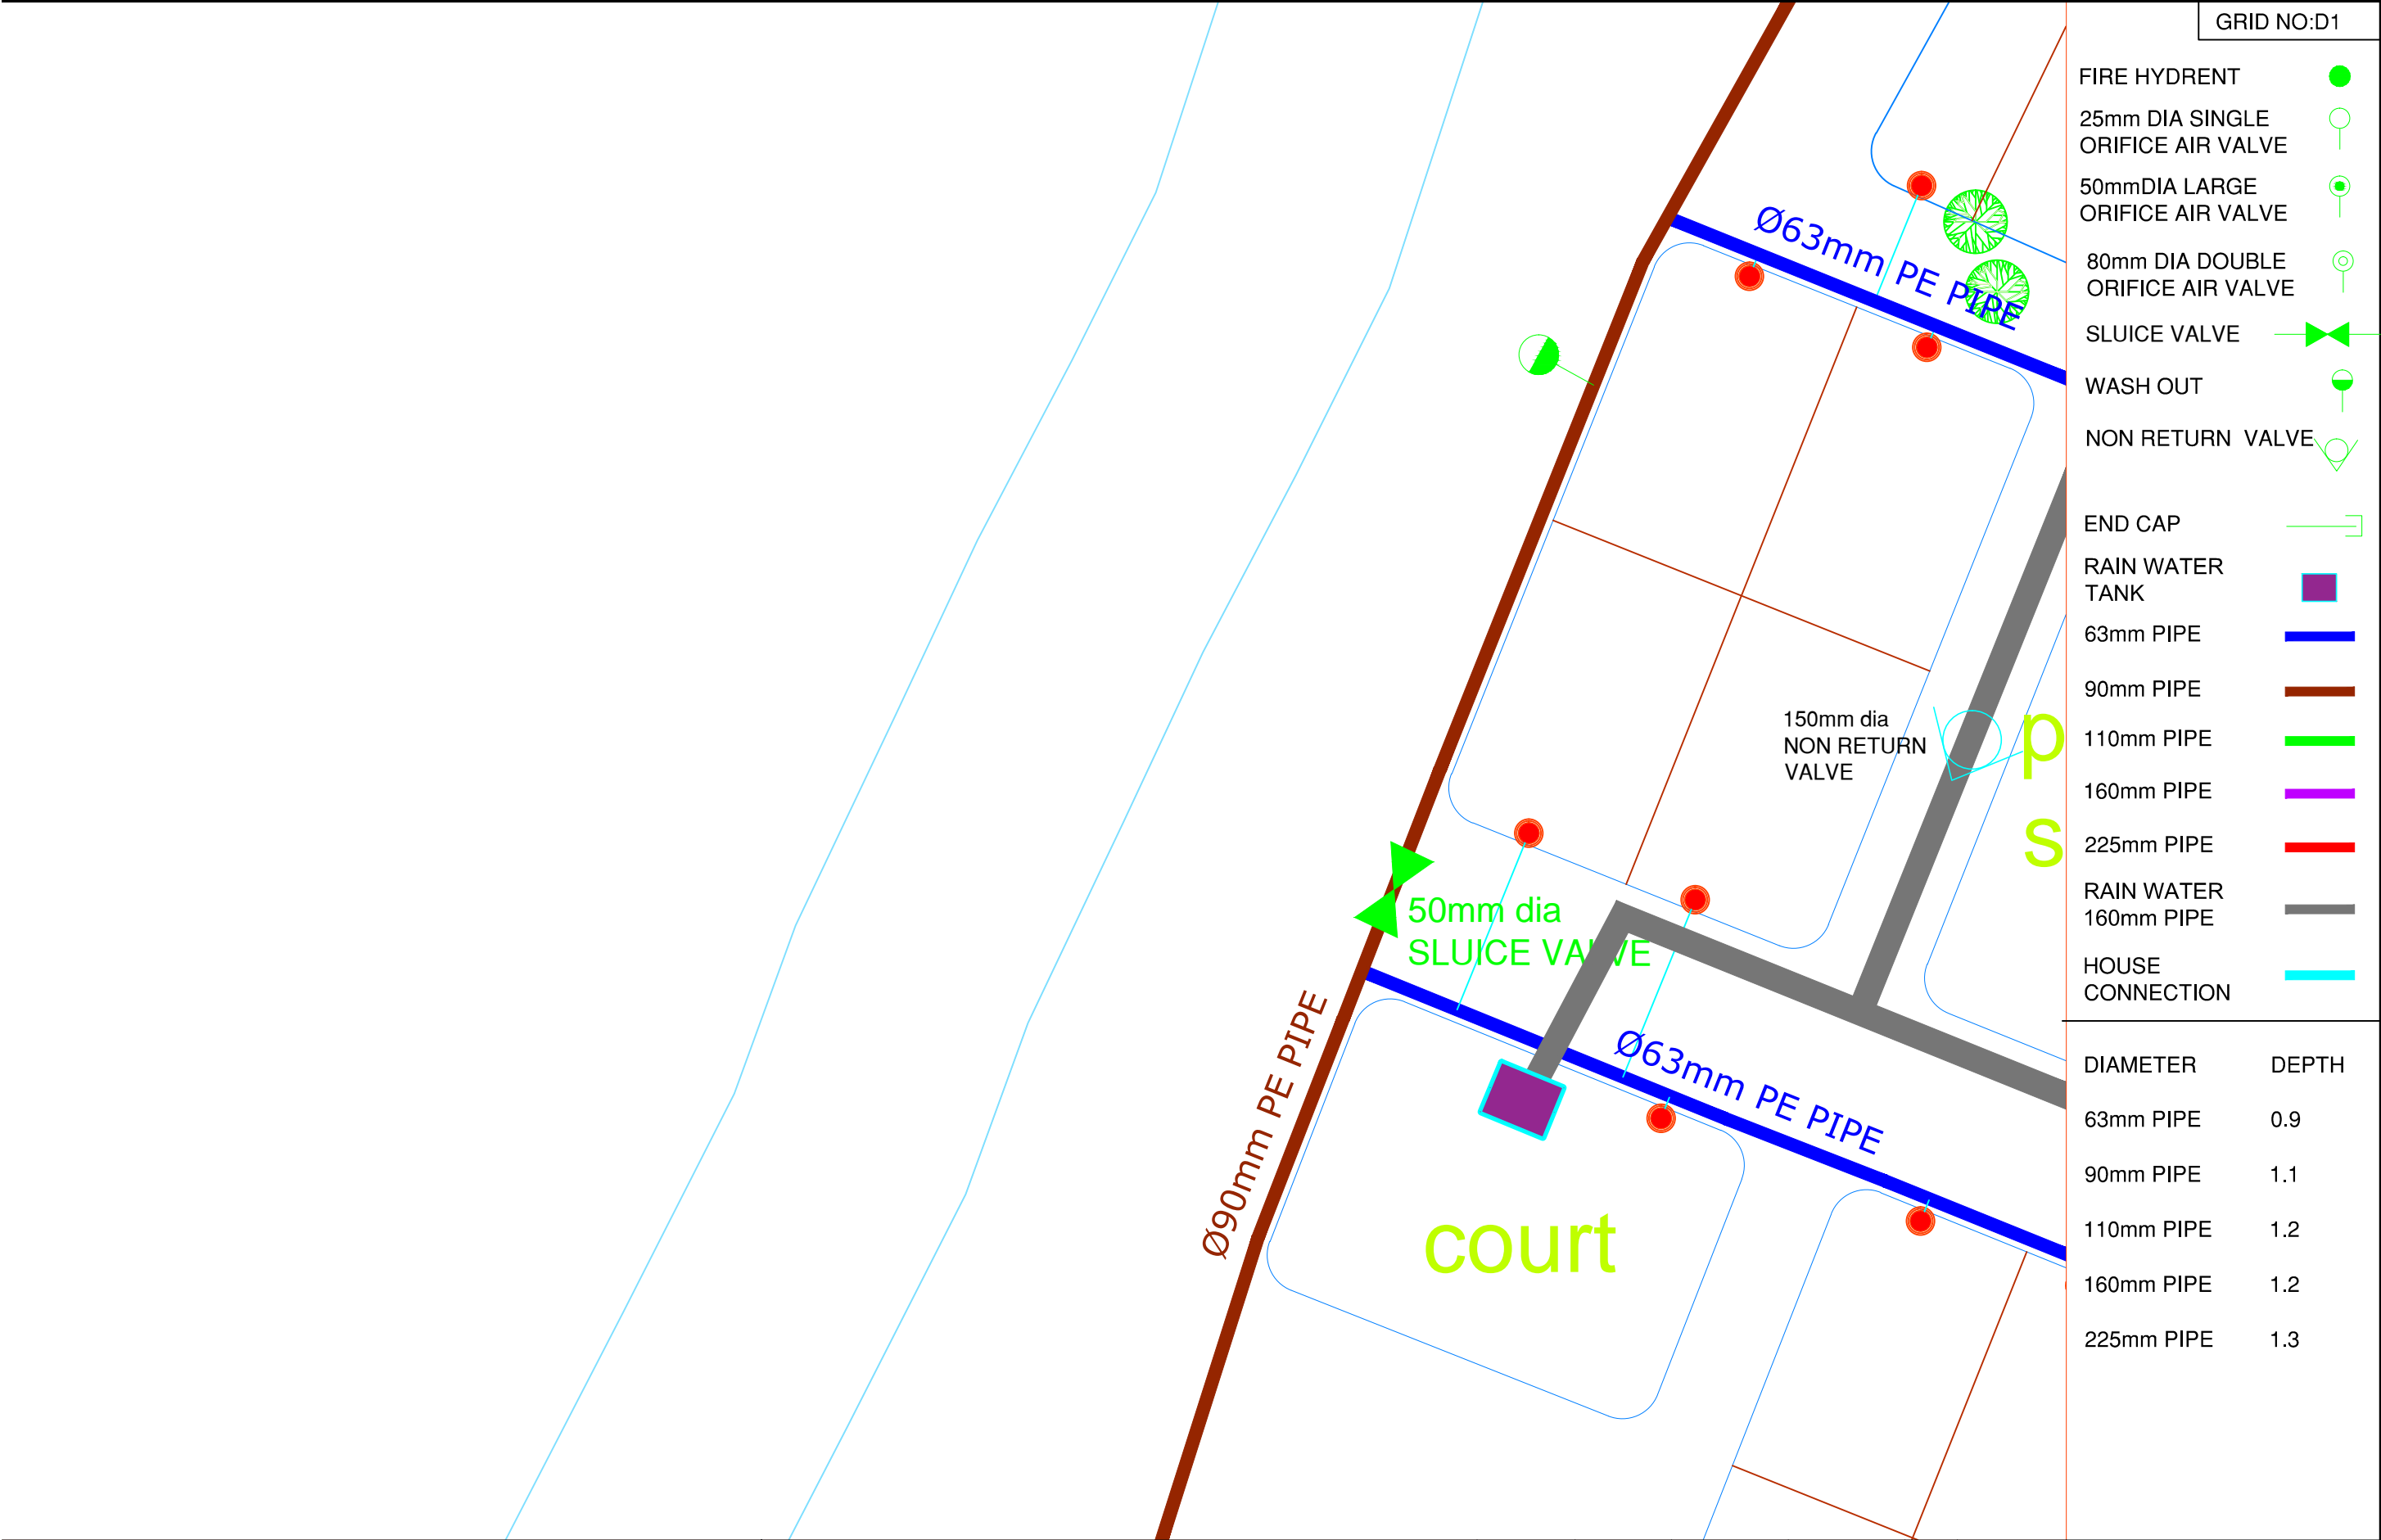 GRID NO:D1
FIRE HYDRENT
25mm DIA SINGLE
ORIFICE AIR VALVE
50mmDIA LARGE
ORIFICE AIR VALVE
80mm DIA DOUBLE
ORIFICE AIR VALVE
SLUICE VALVE
WASH OUT
NON RETURN VALVE
END CAP
RAIN WATER
TANK
63mm PIPE
90mm PIPE
110mm PIPE
160mm PIPE
225mm PIPE
RAIN WATER
160mm PIPE
HOUSE
CONNECTION
DIAMETER DEPTH
63mm PIPE 0.9
90mm PIPE 1.1
110mm PIPE 1.2
160mm PIPE 1.2
225mm PIPE 1.3
Ø63mm PE PIPE
150mm dia
NON RETURN
VALVE
p
s
50mm dia
SLUICE VALVE
Ø63mm PE PIPE
Ø90mm PE PIPE
court